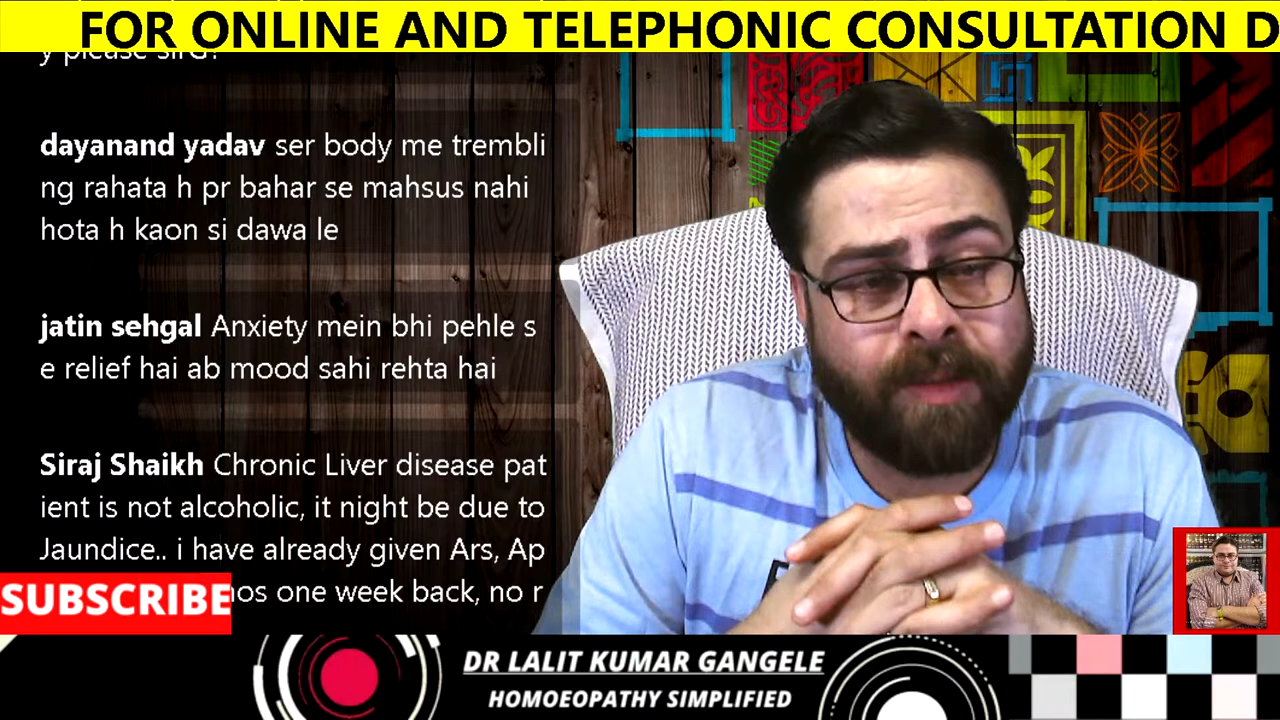 FOR ONLINE AND TELEPHONIC CONSULTATION D
y please sirG?
dayanand yadav ser body me trembli
ng rahata h pr bahar se mahsus nahi
hota h kaon si dawa le
jatin sehgal Anxiety mein bhi pehle s
e relief hai ab mood sahi rehta hai
Siraj Shaikh Chronic Liver disease pat
ient is not alcoholic, it night be due to
Jaundice.. i have already given Ars, Ap
SUBSCRIBE one week back, no r
DR LALIT KUMAR GANGELE
HOMOEOPATHY SIMPLIFIED